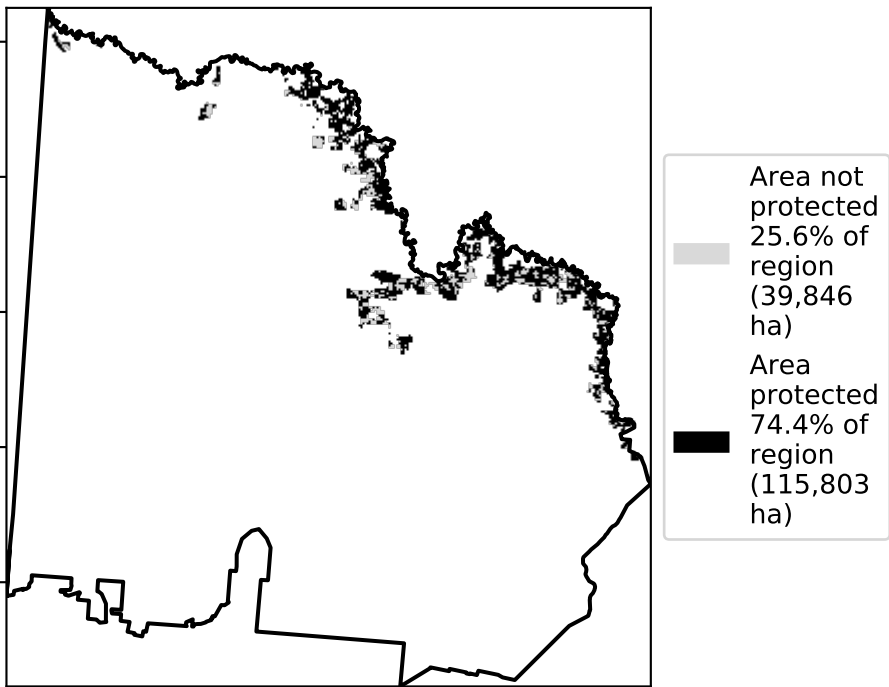 Area not
protected
25.6% of
region
(39,846
ha)
Area
protected
74.4% of
region
(115,803
ha)